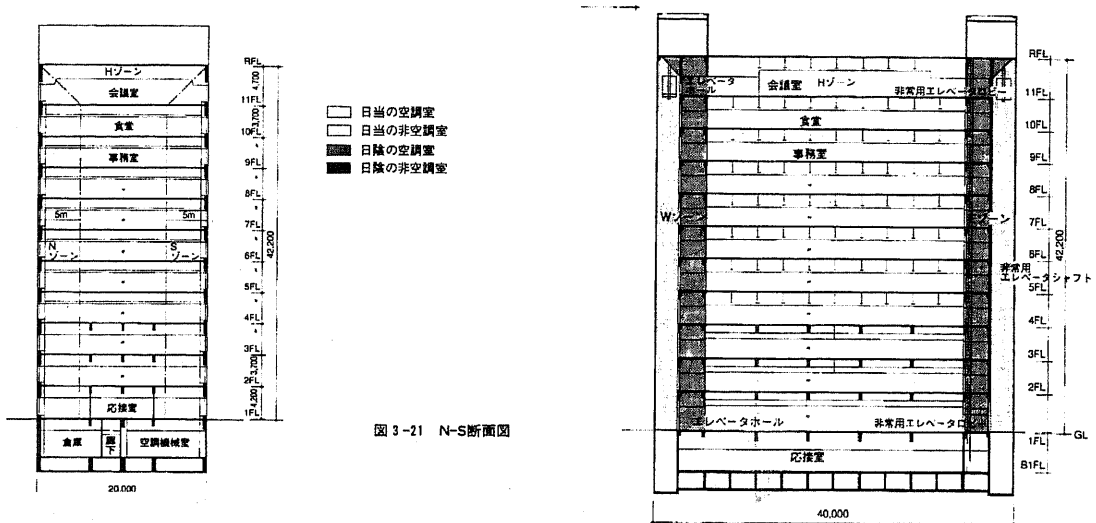 Hゾーン
会議室
食堂
事務室
5m
5m
N
ゾーン
S
ゾーン
応接室
倉庫
廊下
空調機械室
20,000
RFL
4,700
11FL
3,700
10FL
9FL
8FL
7FL
6FL
5FL
4FL
3FL
3,700
2FL
4,200
1FL
42,200
日当の空調室
日当の非空調室
日陰の空調室
日陰の非空調室
図3-21 N-S断面図
エレベータ
ホール
会議室 Hゾーン
非常用エレベータロビー
食堂
事務室
ゾーン
非常用
エレベータシャフト
エレベータホール
応接室
RFL
11FL
10FL
9FL
8FL
7FL
6FL
5FL
4FL
3FL
2FL
1FL
B1FL
GL
42,200
40,000